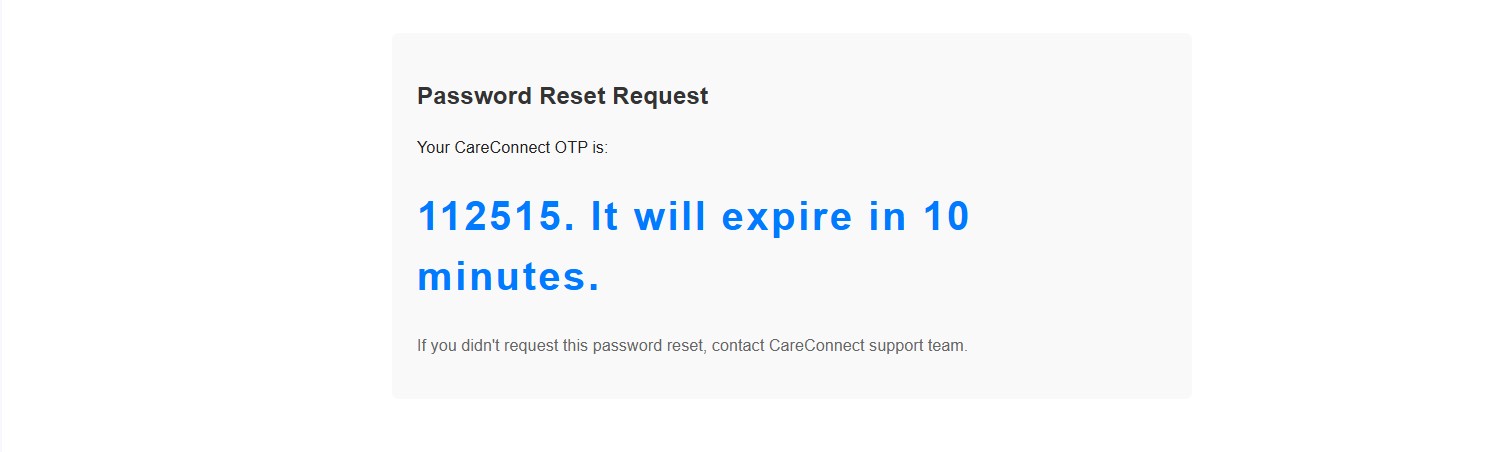 Password Reset Request
Your CareConnect OTP is:
112515. It will expire in 10
minutes.
If you didn't request this password reset, contact CareConnect support team.